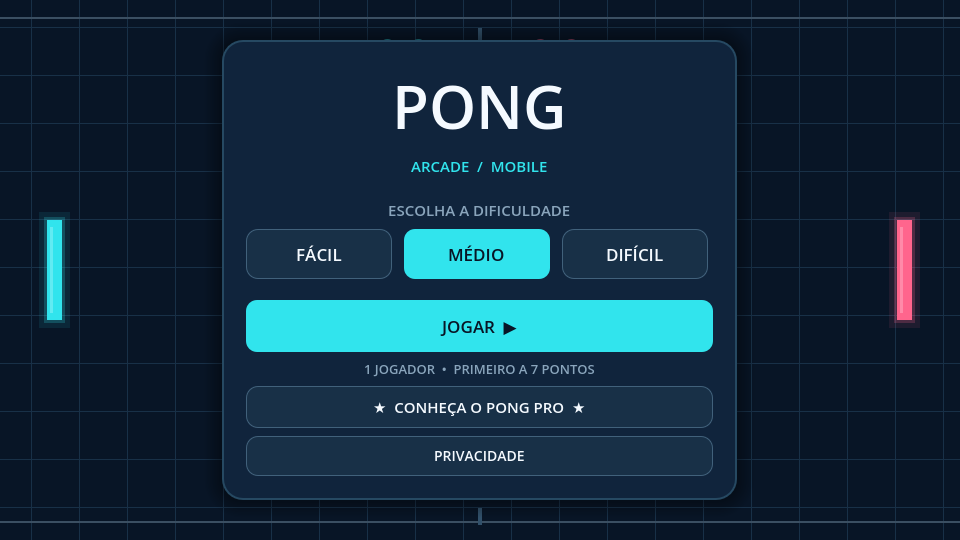 PONG
ARCADE / MOBILE
ESCOLHA A DIFICULDADE
FÁCIL MÉDIO DIFÍCIL
JOGAR ▶
1 JOGADOR • PRIMEIRO A 7 PONTOS
★ CONHEÇA O PONG PRO ★
PRIVACIDADE